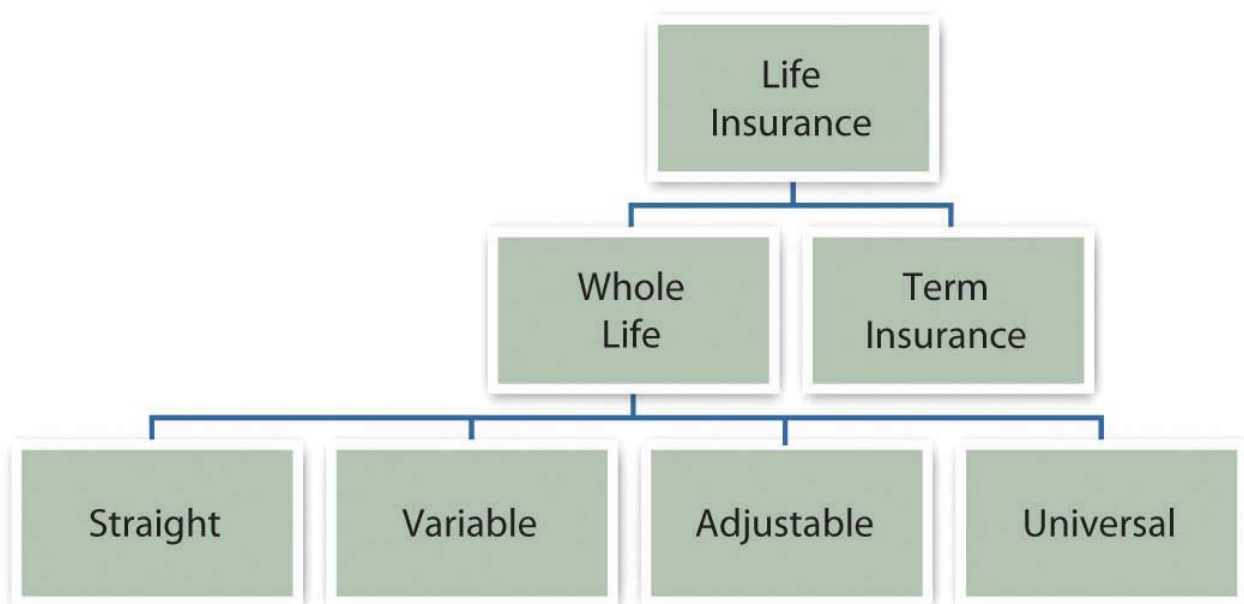 Life
Insurance
Whole
Life
Term
Insurance
Straight
Variable
Adjustable
Universal